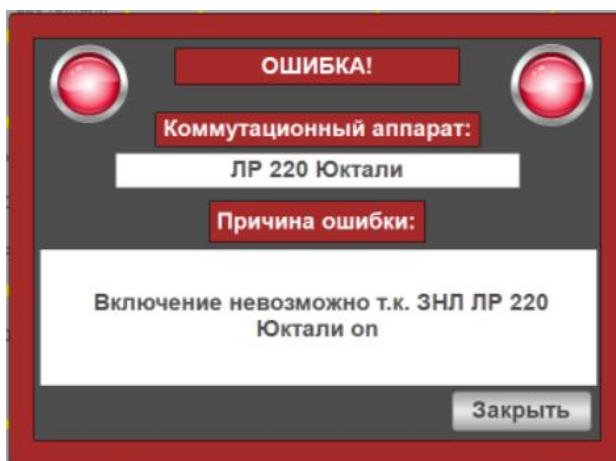 ОШИБКА!
Коммутационный аппарат:
ЛР 220 Юктали
Причина ошибки:
Включение невозможно т.к. ЗНЛ ЛР 220
Юктали on
Закрыть